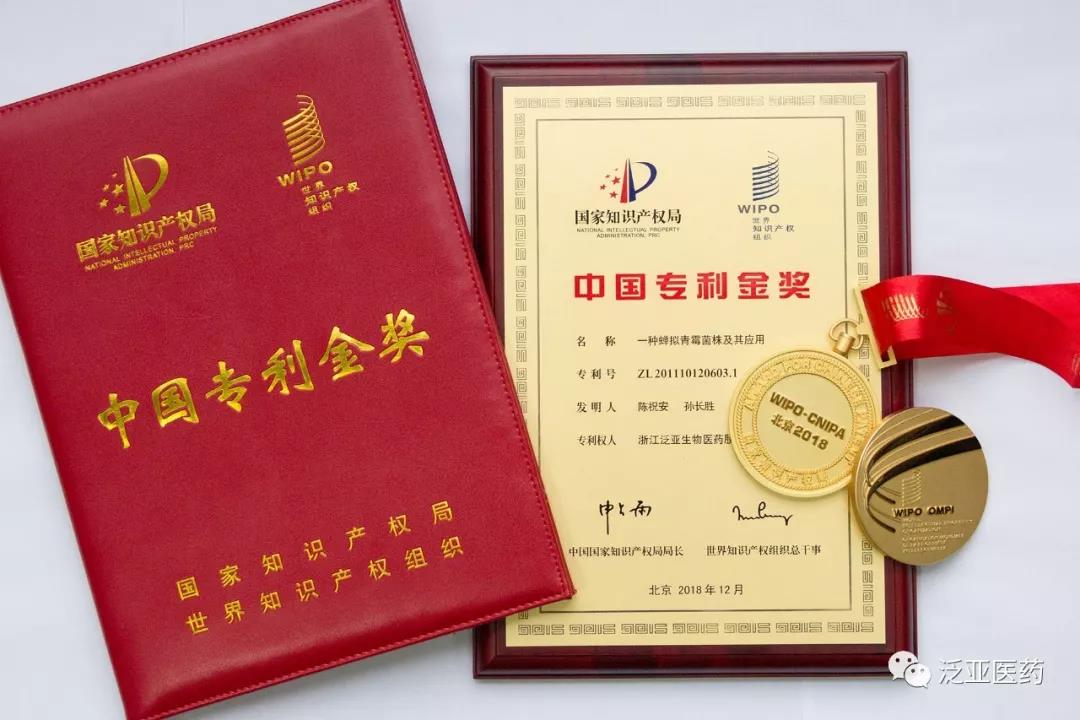 国家知识产权局
NATIONAL INTELLECTUAL PROPERTY
ADMINISTRATION, PRC
WIPO
世界
知识产权
组织
中国专利金奖
国家知识产权局
世界知识产权组织
国家知识产权局
NATIONAL INTELLECTUAL PROPERTY
ADMINISTRATION, PRC
WIPO
世界
知识产权
组织
中国专利金奖
名 称 一种蝉拟青霉菌株及其应用
专利号 ZL 201110120603.1
发明人 陈祝安 孙长胜
专利权人 浙江泛亚生物医药股
中国国家知识产权局局长 世界知识产权组织总干事
北京 2018 年 12 月
WIPO-CNIPA
北京2018
WIPO OMPI
泛亚医药